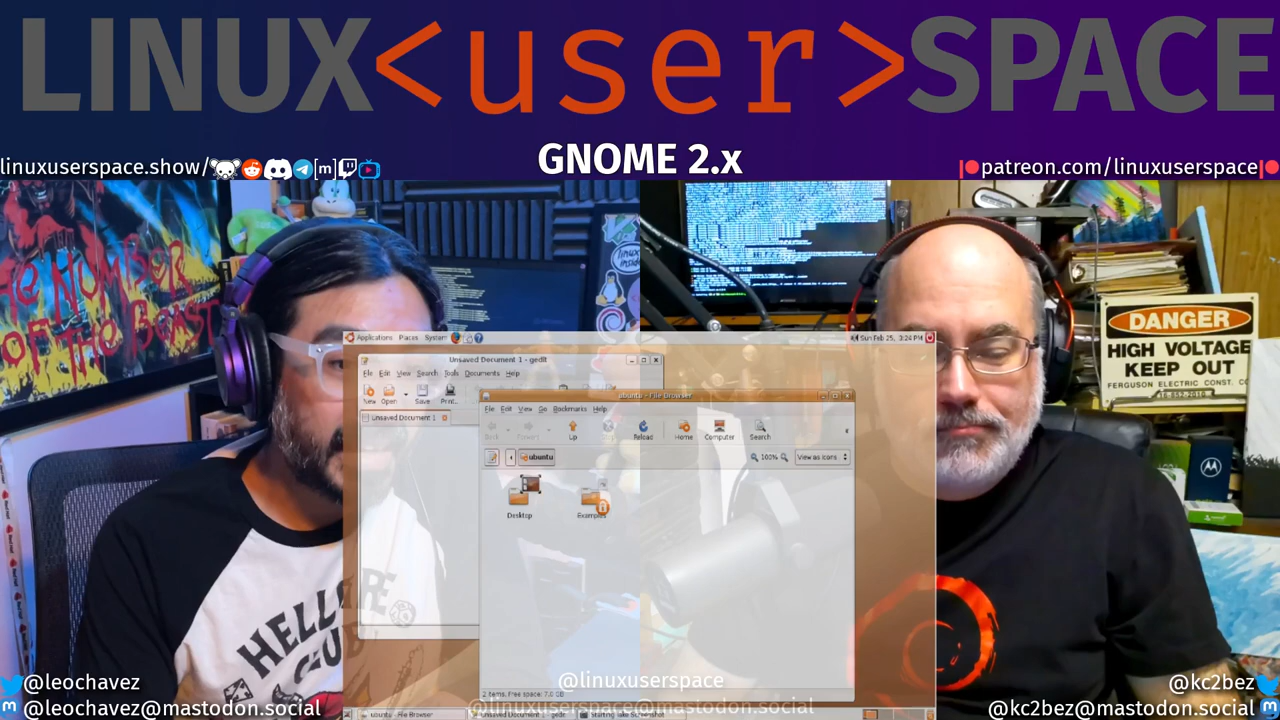 LINUX<user>SPACE
GNOME 2.x
linuxuserspace.show/
[m]
patreon.com/linuxuserspace
OF THE BEAST
LINUX
DANGER
HIGH VOLTAGE
KEEP OUT
FERGUSON ELECTRIC CONST. CO
Applications Places System
Sun Feb 25, 3:24 PM
Unsaved Document 1 - gedit
File Edit View Search Tools Documents Help
New Open Save Print...
Unsaved Document 1
ubuntu - File Browser
File Edit View Go Bookmarks Help
Back Forward Up Reload Home Computer Search
ubuntu
100% View as Icons
Desktop
Examples
2 items, free space: 7.0 GB
ubuntu - File Browser
Unsaved Document 1 - gedit
Starting Take Screenshot
HELLFIRE
CLUB
@leochavez
@leochavez@mastodon.social
@linuxuserspace
@linuxuserspace@mastodon.social
@kc2bez
@kc2bez@mastodon.social